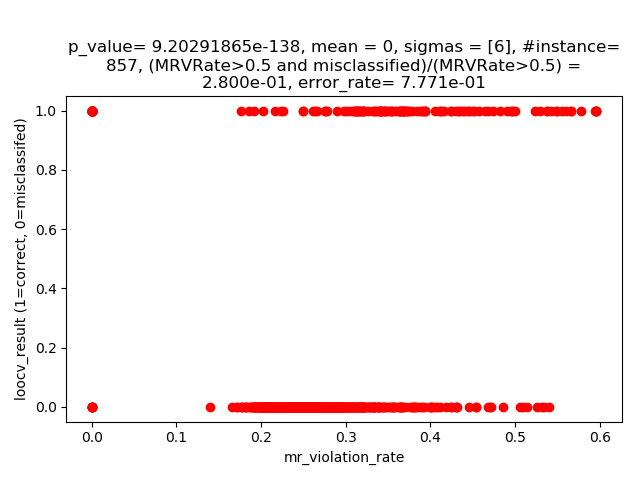 p_value= 9.20291865e-138, mean = 0, sigmas = [6], #instance=
857, (MRVRate>0.5 and misclassified)/(MRVRate>0.5) =
2.800e-01, error_rate= 7.771e-01
loocv_result (1=correct, 0=misclassifed)
1.0
0.8
0.6
0.4
0.2
0.0
0.0 0.1 0.2 0.3 0.4 0.5 0.6
mr_violation_rate